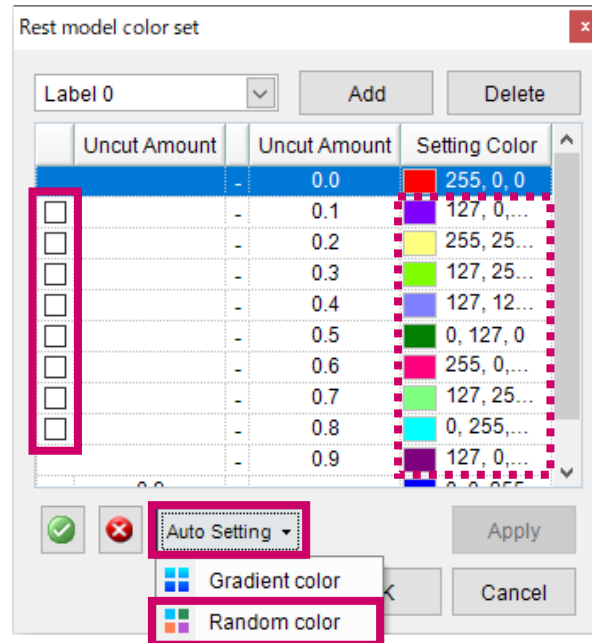 Rest model color set x
Label 0 Add Delete
Uncut Amount Uncut Amount Setting Color
- 0.0 255, 0, 0
- 0.1 127, 0,...
- 0.2 255, 25...
- 0.3 127, 25...
- 0.4 127, 12...
- 0.5 0, 127, 0
- 0.6 255, 0,...
- 0.7 127, 25...
- 0.8 0, 255,...
- 0.9 127, 0,...
Auto Setting Apply
Gradient color
K Cancel
Random color